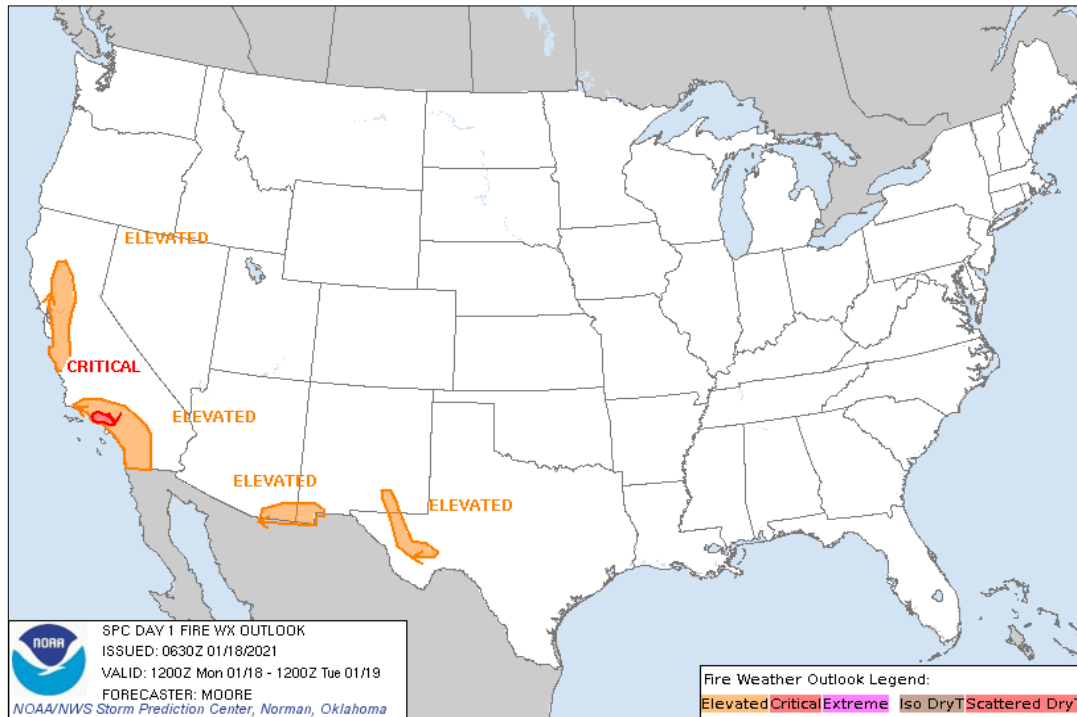 ELEVATED
CRITICAL
ELEVATED
ELEVATED
ELEVATED
NOAA
SPC DAY 1 FIRE WX OUTLOOK
ISSUED: 0630Z 01/18/2021
VALID: 1200Z Mon 01/18 - 1200Z Tue 01/19
FORECASTER: MOORE
NOAA/NWS Storm Prediction Center, Norman, Oklahoma
Fire Weather Outlook Legend:
Elevated Critical Extreme Iso DryT Scattered DryT